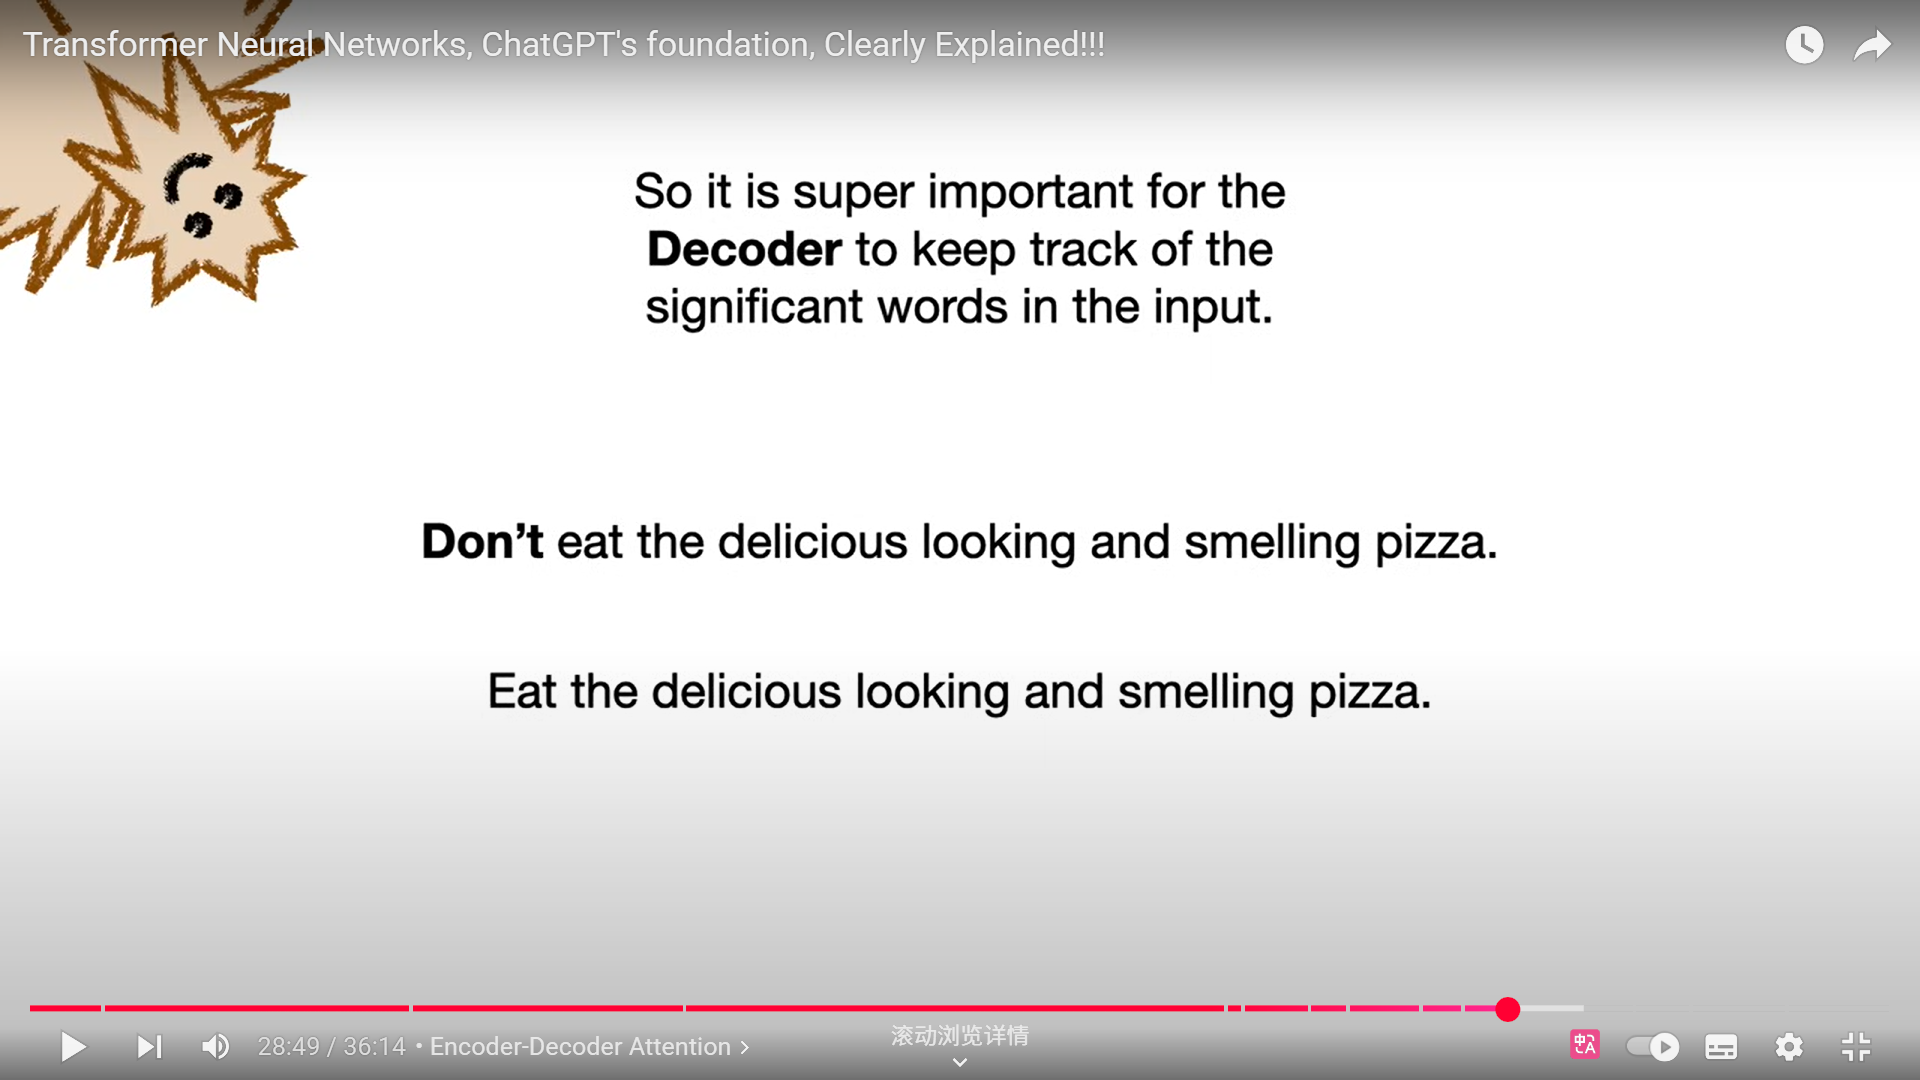 Transformer Neural Networks, ChatGPT's foundation, Clearly Explained!!!
So it is super important for the
Decoder to keep track of the
significant words in the input.
Don’t eat the delicious looking and smelling pizza.
Eat the delicious looking and smelling pizza.
滚动浏览详情
28:49 / 36:14 • Encoder-Decoder Attention
中 A